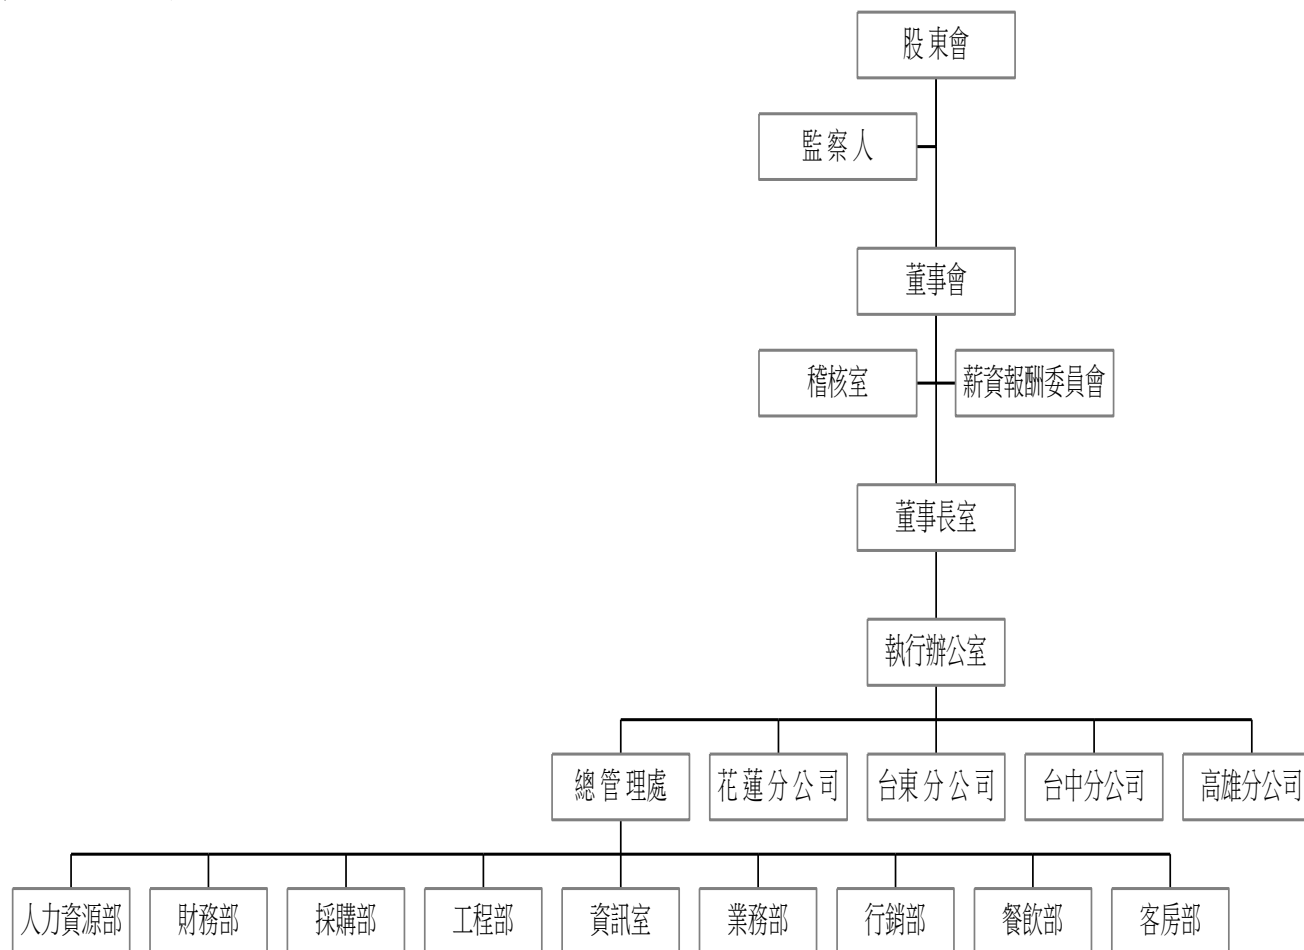 股東會
監察人
董事會
稽核室
薪資報酬委員會
董事長室
執行辦公室
總管理處
花蓮分公司
台東分公司
台中分公司
高雄分公司
人力資源部
財務部
採購部
工程部
資訊室
業務部
行銷部
餐飲部
客房部